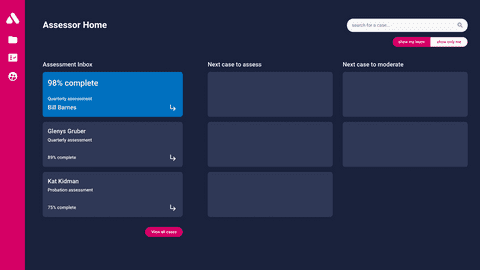 Assessor Home
search for a case...
show my team
show only me
Assessment Inbox
Next case to assess
Next case to moderate
98% complete
Quarterly assessment
Bill Barnes
Glenys Gruber
Quarterly assessment
89% complete
Kat Kidman
Probation assessment
75% complete
View all cases